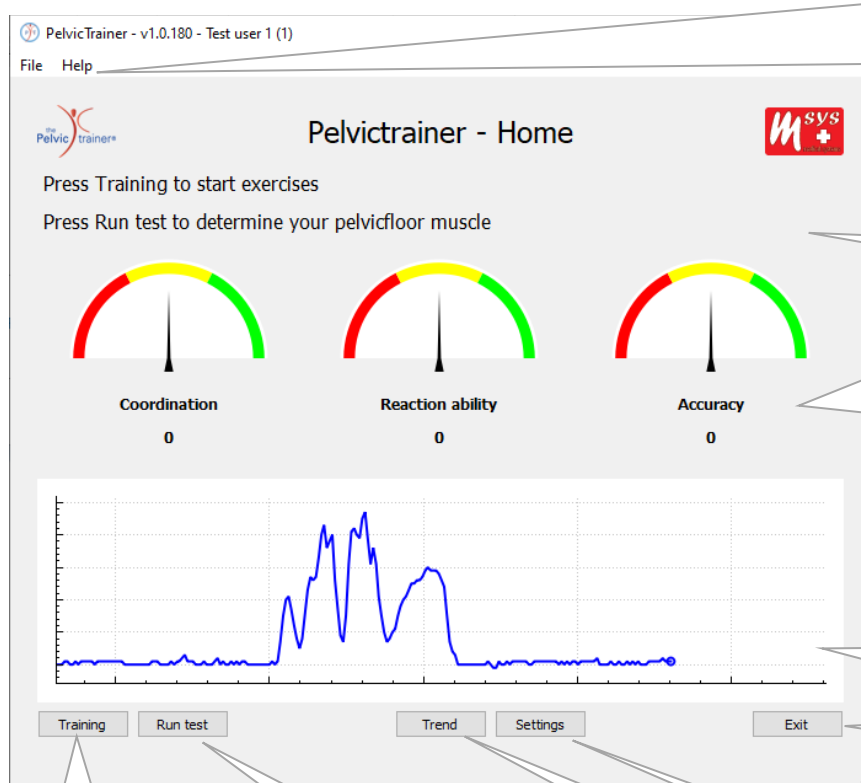 PelvicTrainer - v1.0.180 - Test user 1 (1)
File Help
the
Pelvic trainer®
Pelvictrainer - Home
Msys
Press Training to start exercises
Press Run test to determine your pelvicfloor muscle
Coordination Reaction ability Accuracy
0 0 0
Training Run test Trend Settings Exit